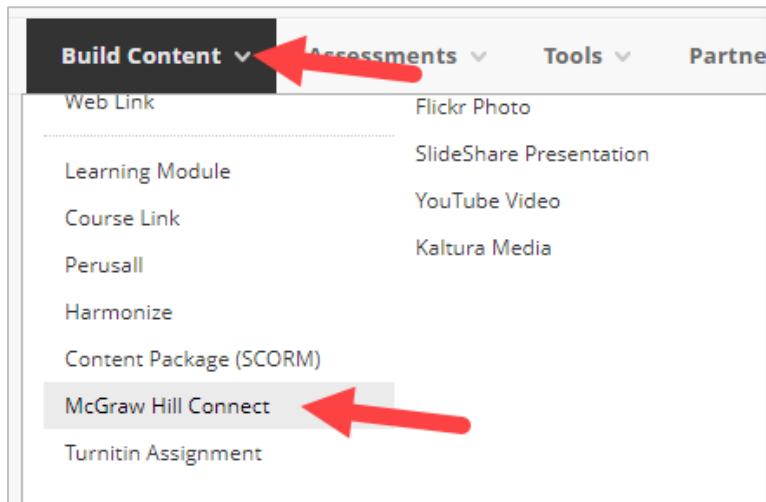 Build Content Assessments Tools Partne
Web Link
Learning Module
Course Link
Perusall
Harmonize
Content Package (SCORM)
McGraw Hill Connect
Turnitin Assignment
Flickr Photo
SlideShare Presentation
YouTube Video
Kaltura Media